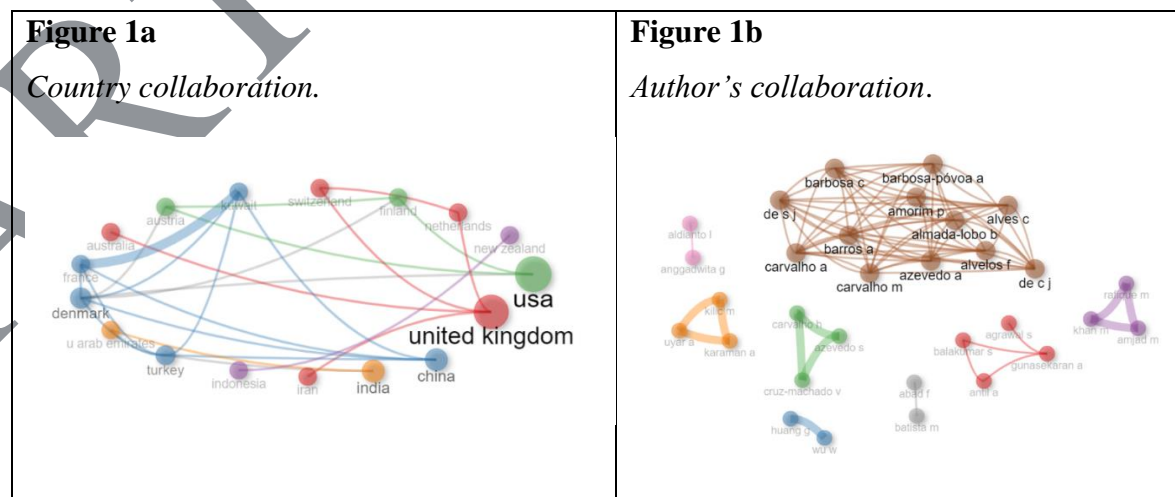 Figure 1a
Country collaboration.
kuwait
switzerland
finland
austria
netherlands
australia
new zealand
france
usa
denmark
united kingdom
u arab emirates
turkey
china
indonesia
iran
india
Figure 1b
Author's collaboration.
barbosa c
barbosa-póvoa a
de s j
amorim p
alves c
almada-lobo b
aldianto l
barros a
anggadwita g
carvalho a
azevedo a
alvelos f
de c j
carvalho m
kilic m
uyar a
karaman a
carvalho h
azevedo s
cruz-machado v
agrawal s
balakumar s
gunasekaran a
antil a
rafique m
khan m
amjad m
abad f
batista m
huang g
wu w